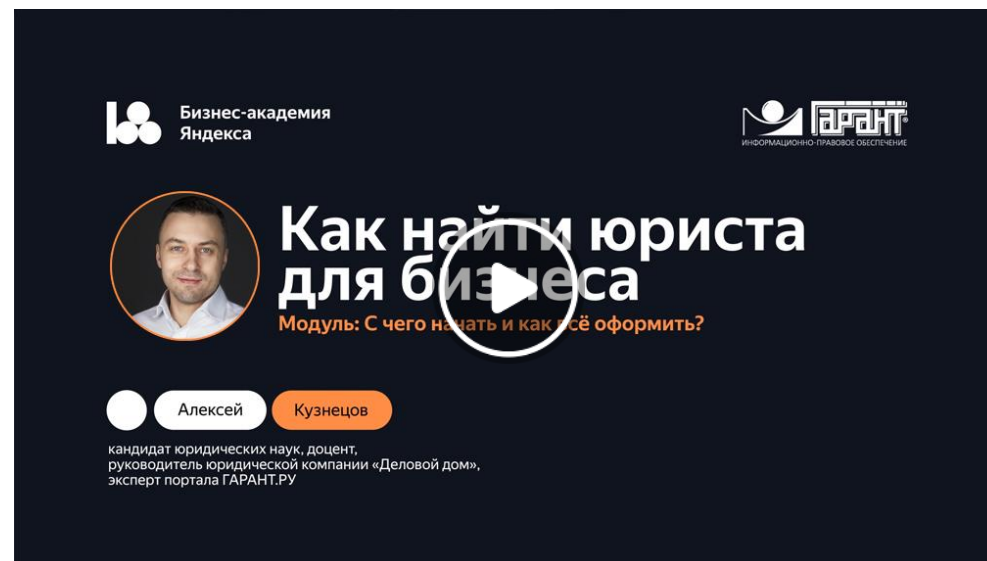 Бизнес-академия
Яндекса
Гарант®
ИНФОРМАЦИОННО-ПРАВОВОЕ ОБЕСПЕЧЕНИЕ
Как найти юриста
для бизнеса
Модуль: С чего начать и как всё оформить?
Алексей Кузнецов
кандидат юридических наук, доцент,
руководитель юридической компании «Деловой дом»,
эксперт портала ГАРАНТ.РУ